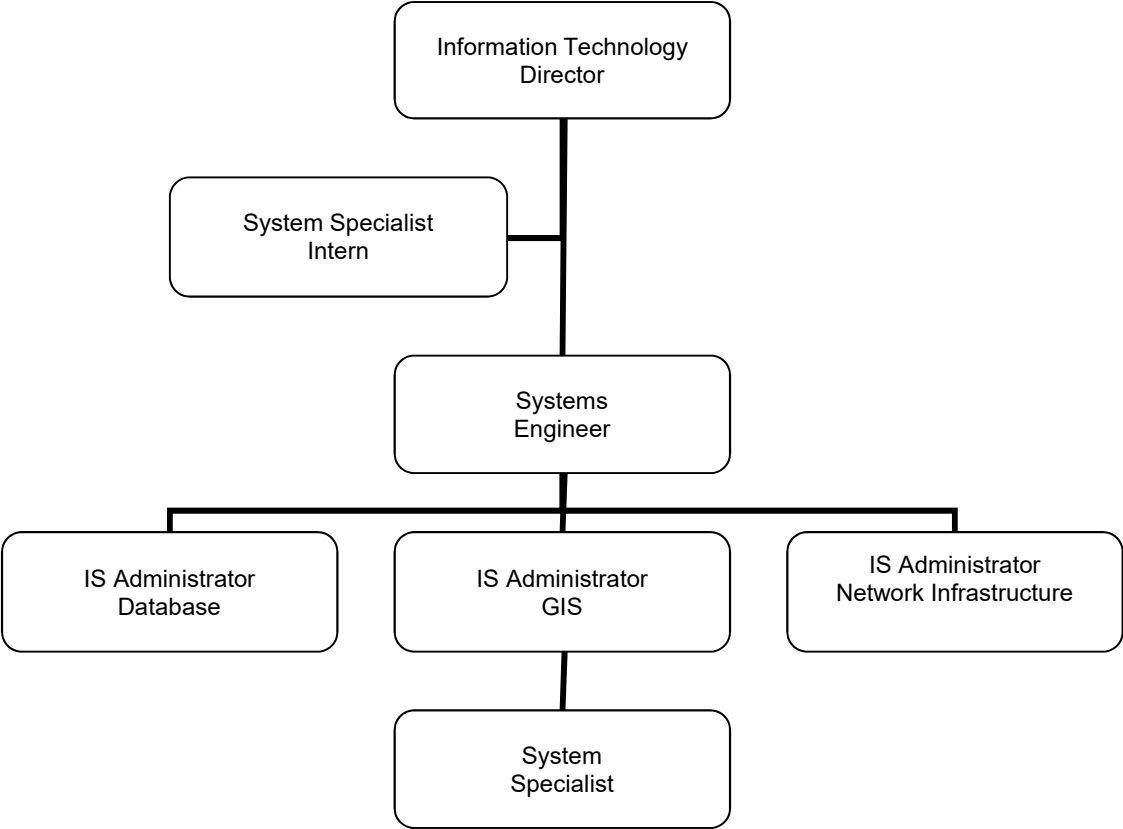 Information Technology
Director
System Specialist
Intern
Systems
Engineer
IS Administrator
Database
IS Administrator
GIS
IS Administrator
Network Infrastructure
System
Specialist